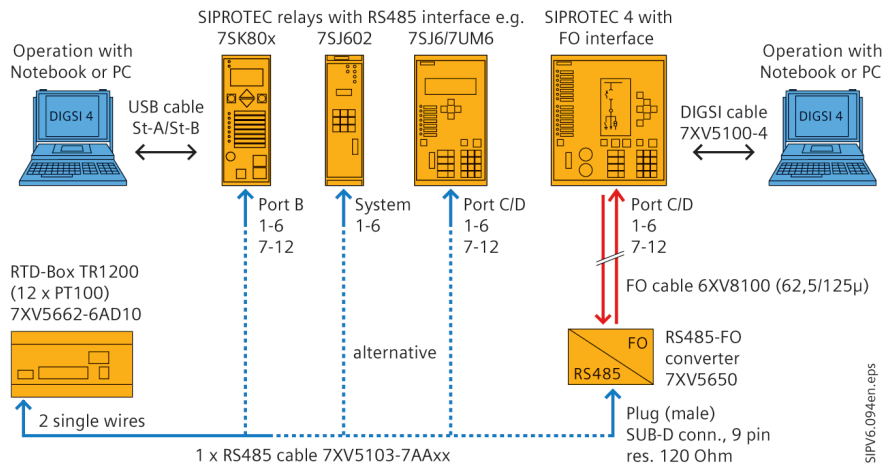 SIPROTEC relays with RS485 interface e.g.
7SK80x
7SJ602
7SJ6/7UM6
SIPROTEC 4 with
FO interface
Operation with
Notebook or PC
DIGSI 4
USB cable
St-A/St-B
DIGSI cable
7XV5100-4
Operation with
Notebook or PC
DIGSI 4
Port B
1-6
7-12
System
1-6
Port C/D
1-6
7-12
Port C/D
1-6
7-12
RTD-Box TR1200
(12 x PT100)
7XV5662-6AD10
FO cable 6XV8100 (62,5/125µ)
alternative
FO
RS485
RS485-FO
converter
7XV5650
2 single wires
1 x RS485 cable 7XV5103-7AAxx
Plug (male)
SUB-D conn., 9 pin
res. 120 Ohm
SIPV6.094en.eps